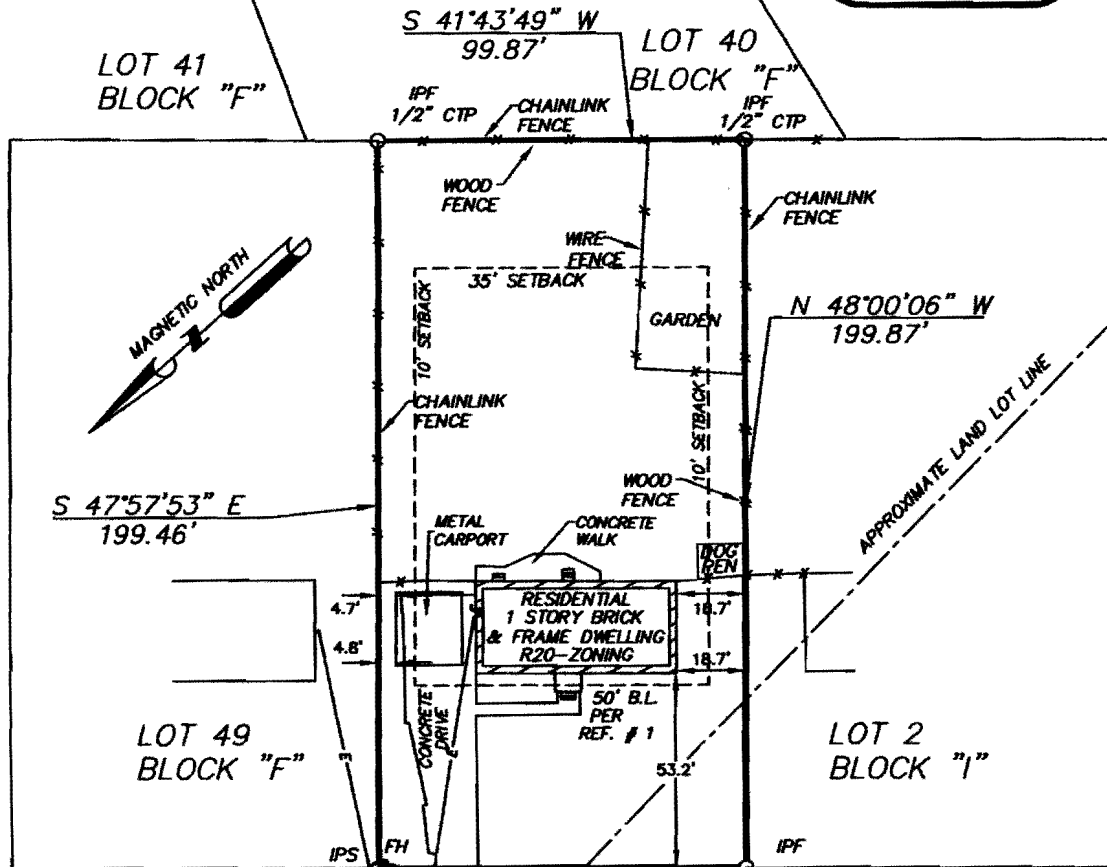 S 41°43'49" W
99.87'
LOT 41
BLOCK "F"
LOT 40
BLOCK "F"
IPF
1/2" CTP
CHAINLINK
FENCE
IPF
1/2" CTP
WOOD
FENCE
CHAINLINK
FENCE
WIRE
FENCE
MAGNETIC NORTH
N
35' SETBACK
10' SETBACK
GARDEN
N 48°00'06" W
199.87'
CHAINLINK
FENCE
10' SETBACK
APPROXIMATE LAND LOT LINE
S 47°57'53" E
199.46'
WOOD
FENCE
METAL
CARPORT
CONCRETE
WALK
DOG
PEN
4.7'
4.8'
RESIDENTIAL
1 STORY BRICK
& FRAME DWELLING
R20-ZONING
18.7'
18.7'
50' B.L.
PER
REF. # 1
CONCRETE
DRIVE
E
E
E
LOT 49
BLOCK "F"
LOT 2
BLOCK "I"
53.2'
IPS
FH
IPF